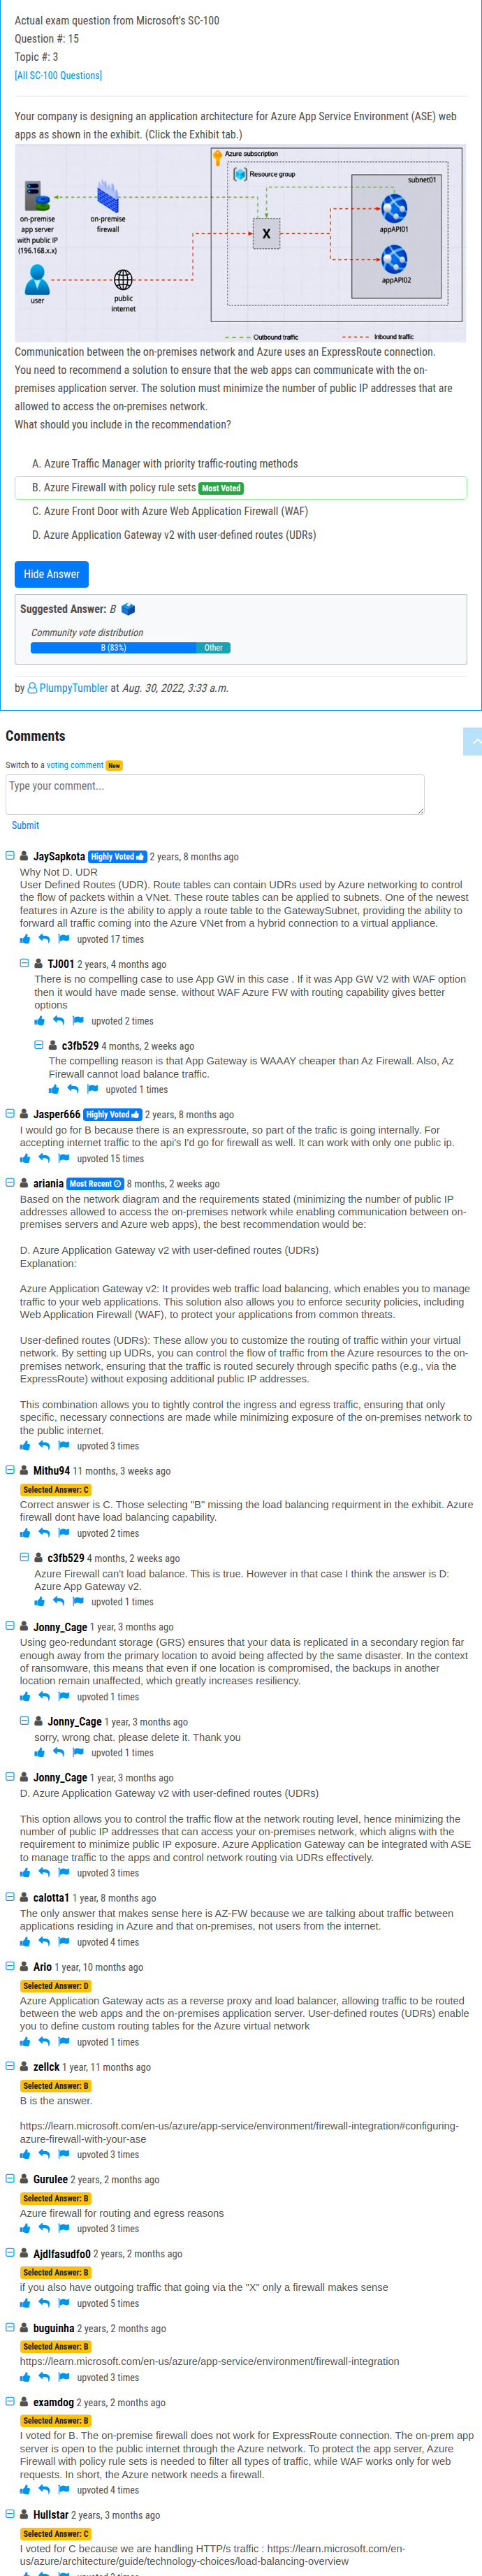 Actual exam question from Microsoft's SC-100
Question #: 15
Topic #: 3
[All SC-100 Questions]
Your company is designing an application architecture for Azure App Service Environment (ASE) web
apps as shown in the exhibit. (Click the Exhibit tab.)
Azure subscription
Resource group
subnet01
on-premise
app server
with public IP
(196.168.x.x)
on-premise
firewall
X
appAPI01
user
public
internet
appAPI02
Outbound traffic
Inbound traffic
Communication between the on-premises network and Azure uses an ExpressRoute connection.
You need to recommend a solution to ensure that the web apps can communicate with the on-
premises application server. The solution must minimize the number of public IP addresses that are
allowed to access the on-premises network.
What should you include in the recommendation?
A. Azure Traffic Manager with priority traffic-routing methods
B. Azure Firewall with policy rule sets Most Voted
C. Azure Front Door with Azure Web Application Firewall (WAF)
D. Azure Application Gateway v2 with user-defined routes (UDRs)
Hide Answer
Suggested Answer: B
Community vote distribution
B (83%) Other
by PlumpyTumbler at Aug. 30, 2022, 3:33 a.m.
Comments
Switch to a voting comment New
Type your comment...
Submit
JaySapkota Highly Voted 2 years, 8 months ago
Why Not D. UDR
User Defined Routes (UDR). Route tables can contain UDRs used by Azure networking to control
the flow of packets within a VNet. These route tables can be applied to subnets. One of the newest
features in Azure is the ability to apply a route table to the GatewaySubnet, providing the ability to
forward all traffic coming into the Azure VNet from a hybrid connection to a virtual appliance.
upvoted 17 times
TJ001 2 years, 4 months ago
There is no compelling case to use App GW in this case . If it was App GW V2 with WAF option
then it would have made sense. without WAF Azure FW with routing capability gives better
options
upvoted 2 times
c3fb529 4 months, 2 weeks ago
The compelling reason is that App Gateway is WAAAY cheaper than Az Firewall. Also, Az
Firewall cannot load balance traffic.
upvoted 1 times
Jasper666 Highly Voted 2 years, 8 months ago
I would go for B because there is an expressroute, so part of the trafic is going internally. For
accepting internet traffic to the api's I'd go for firewall as well. It can work with only one public ip.
upvoted 15 times
ariania Most Recent 8 months, 2 weeks ago
Based on the network diagram and the requirements stated (minimizing the number of public IP
addresses allowed to access the on-premises network while enabling communication between on-
premises servers and Azure web apps), the best recommendation would be:
D. Azure Application Gateway v2 with user-defined routes (UDRs)
Explanation:
Azure Application Gateway v2: It provides web traffic load balancing, which enables you to manage
traffic to your web applications. This solution also allows you to enforce security policies, including
Web Application Firewall (WAF), to protect your applications from common threats.
User-defined routes (UDRs): These allow you to customize the routing of traffic within your virtual
network. By setting up UDRs, you can control the flow of traffic from the Azure resources to the on-
premises network, ensuring that the traffic is routed securely through specific paths (e.g., via the
ExpressRoute) without exposing additional public IP addresses.
This combination allows you to tightly control the ingress and egress traffic, ensuring that only
specific, necessary connections are made while minimizing exposure of the on-premises network to
the public internet.
upvoted 3 times
Mithu94 11 months, 3 weeks ago
Selected Answer: C
Correct answer is C. Those selecting "B" missing the load balancing requirment in the exhibit. Azure
firewall dont have load balancing capability.
upvoted 2 times
c3fb529 4 months, 2 weeks ago
Azure Firewall can't load balance. This is true. However in that case I think the answer is D:
Azure App Gateway v2.
upvoted 1 times
Jonny_Cage 1 year, 3 months ago
Using geo-redundant storage (GRS) ensures that your data is replicated in a secondary region far
enough away from the primary location to avoid being affected by the same disaster. In the context
of ransomware, this means that even if one location is compromised, the backups in another
location remain unaffected, which greatly increases resiliency.
upvoted 1 times
Jonny_Cage 1 year, 3 months ago
sorry, wrong chat. please delete it. Thank you
upvoted 1 times
Jonny_Cage 1 year, 3 months ago
D. Azure Application Gateway v2 with user-defined routes (UDRs)
This option allows you to control the traffic flow at the network routing level, hence minimizing the
number of public IP addresses that can access your on-premises network, which aligns with the
requirement to minimize public IP exposure. Azure Application Gateway can be integrated with ASE
to manage traffic to the apps and control network routing via UDRs effectively.
upvoted 3 times
calotta1 1 year, 8 months ago
The only answer that makes sense here is AZ-FW because we are talking about traffic between
applications residing in Azure and that on-premises, not users from the internet.
upvoted 4 times
Ario 1 year, 10 months ago
Selected Answer: D
Azure Application Gateway acts as a reverse proxy and load balancer, allowing traffic to be routed
between the web apps and the on-premises application server. User-defined routes (UDRs) enable
you to define custom routing tables for the Azure virtual network
upvoted 1 times
zellck 1 year, 11 months ago
Selected Answer: B
B is the answer.
https://learn.microsoft.com/en-us/azure/app-service/environment/firewall-integration#configuring-
azure-firewall-with-your-ase
upvoted 3 times
Gurulee 2 years, 2 months ago
Selected Answer: B
Azure firewall for routing and egress reasons
upvoted 3 times
Ajdlfasudfo0 2 years, 2 months ago
Selected Answer: B
if you also have outgoing traffic that going via the "X" only a firewall makes sense
upvoted 5 times
buguinha 2 years, 2 months ago
Selected Answer: B
https://learn.microsoft.com/en-us/azure/app-service/environment/firewall-integration
upvoted 3 times
examdog 2 years, 2 months ago
Selected Answer: B
I voted for B. The on-premise firewall does not work for ExpressRoute connection. The on-prem app
server is open to the public internet through the Azure network. To protect the app server, Azure
Firewall with policy rule sets is needed to filter all types of traffic, while WAF works only for web
requests. In short, the Azure network needs a firewall.
upvoted 4 times
Hullstar 2 years, 3 months ago
Selected Answer: C
I voted for C because we are handling HTTP/s traffic : https://learn.microsoft.com/en-
us/azure/architecture/guide/technology-choices/load-balancing-overview